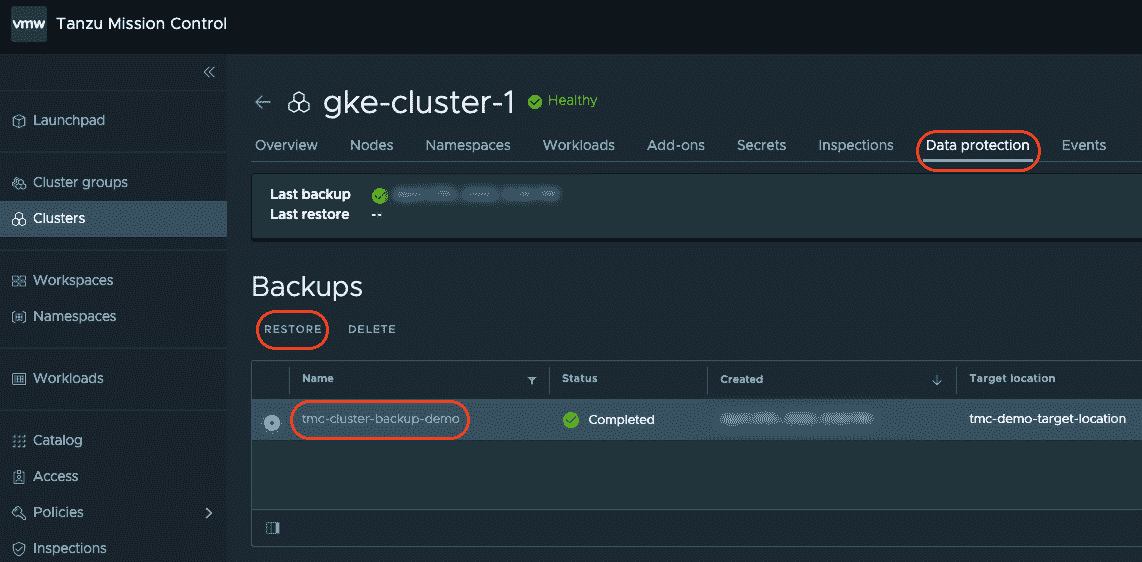 vmw Tanzu Mission Control
gke-cluster-1 Healthy
Launchpad
Cluster groups
Clusters
Workspaces
Namespaces
Workloads
Catalog
Access
Policies
Inspections
Overview Nodes Namespaces Workloads Add-ons Secrets Inspections Data protection Events
Last backup
Last restore --
Backups
RESTORE DELETE
Name Status Created Target location
tmc-cluster-backup-demo Completed tmc-demo-target-location